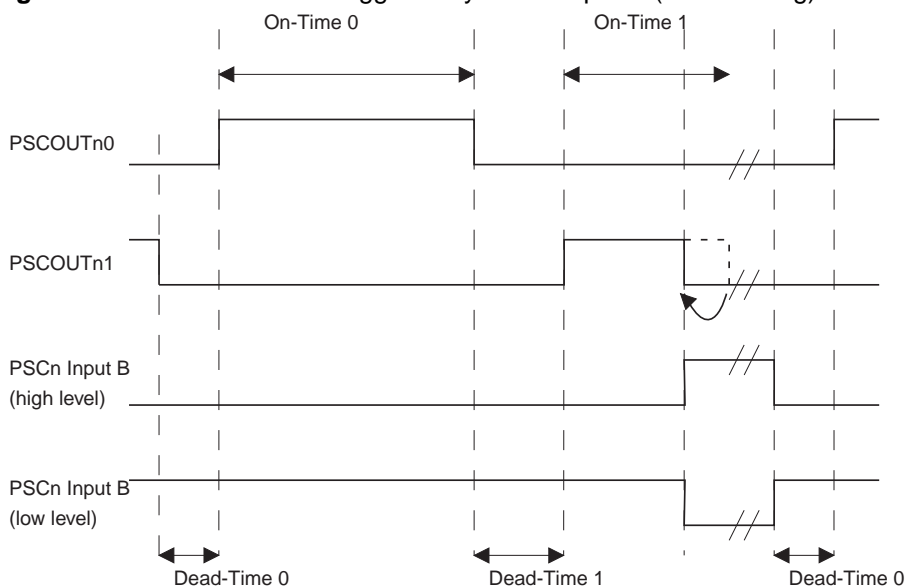 On-Time 0
On-Time 1
PSCOUTn0
PSCOUTn1
PSCn Input B
(high level)
PSCn Input B
(low level)
Dead-Time 0
Dead-Time 1
Dead-Time 0